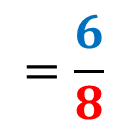 = 6/8